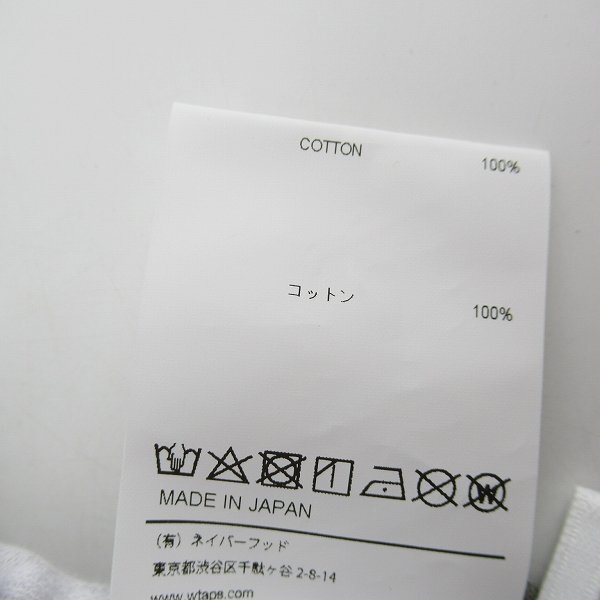 COTTON 100%
コットン 100%
W
MADE IN JAPAN
(有) ネイバーフッド
東京都渋谷区千駄ヶ谷 2-8-14
www.wtaps.com